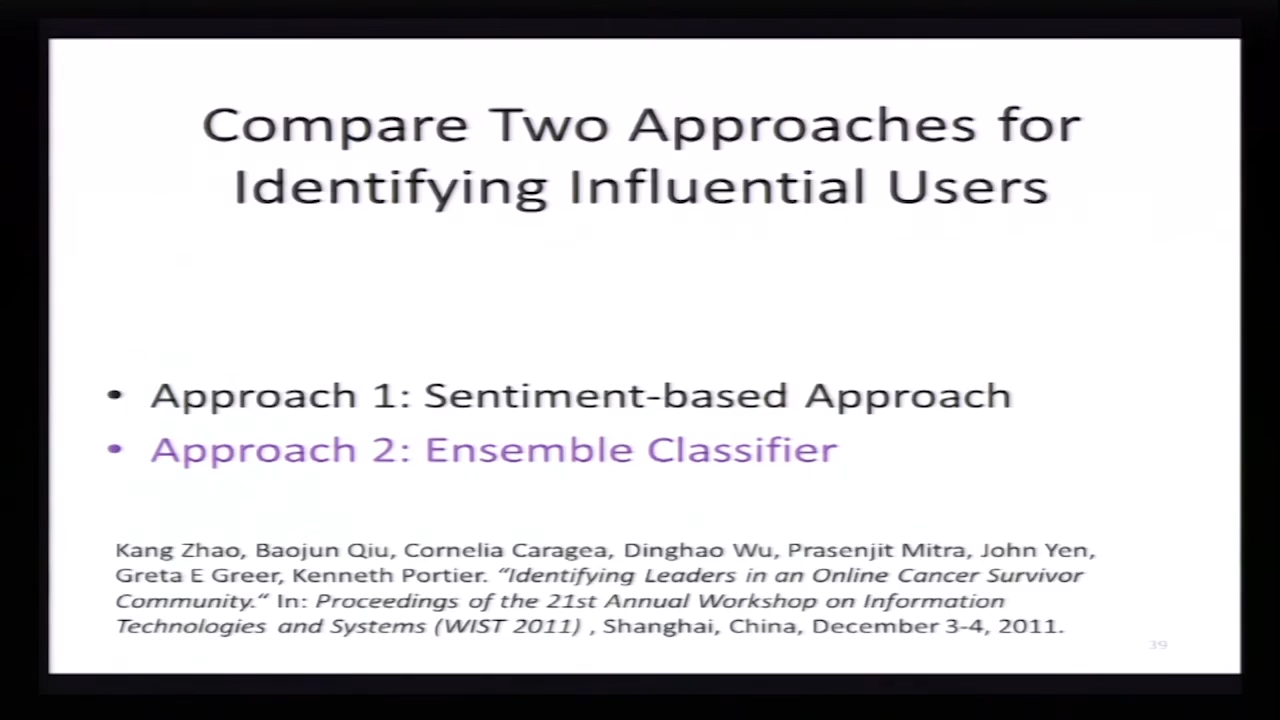 Compare Two Approaches for
Identifying Influential Users
• Approach 1: Sentiment-based Approach
• Approach 2: Ensemble Classifier
Kang Zhao, Baojun Qiu, Cornelia Caragea, Dinghao Wu, Prasenjit Mitra, John Yen,
Greta E Greer, Kenneth Portier. “Identifying Leaders in an Online Cancer Survivor
Community.“ In: Proceedings of the 21st Annual Workshop on Information
Technologies and Systems (WIST 2011) , Shanghai, China, December 3-4, 2011.
39